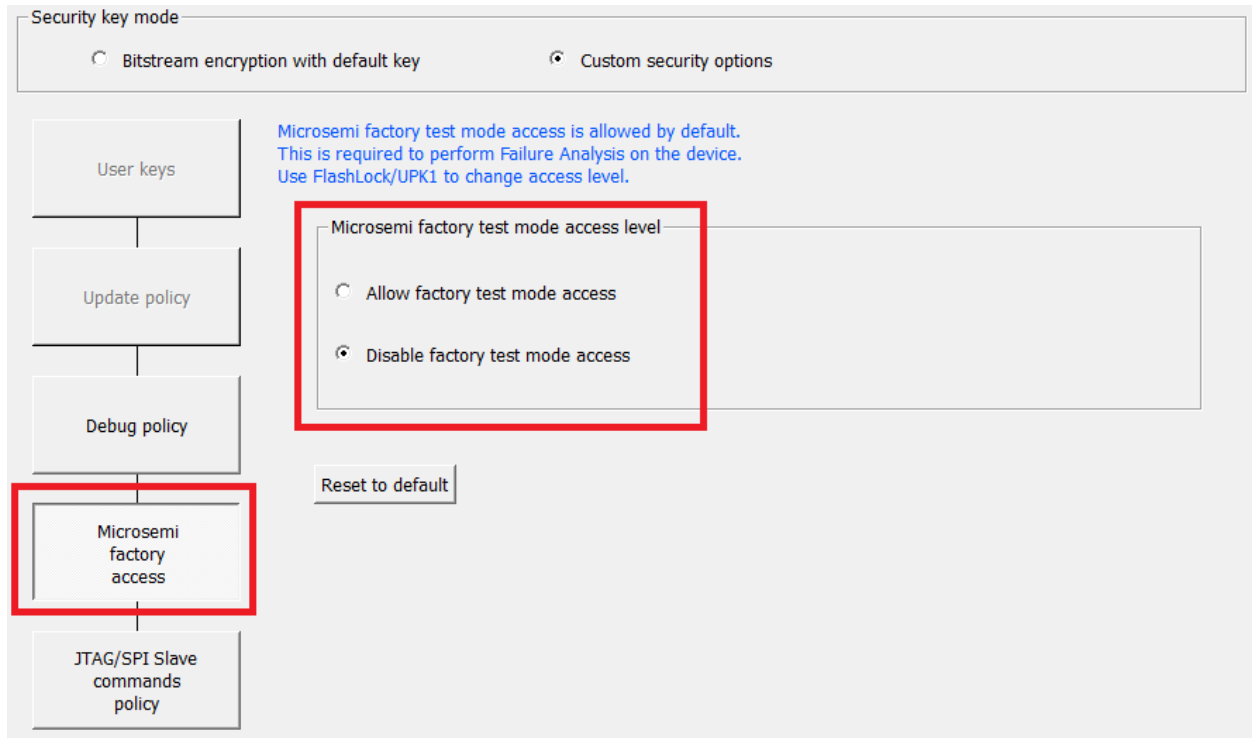 Security key mode
Bitstream encryption with default key
Custom security options
User keys
Microsemi factory test mode access is allowed by default.
This is required to perform Failure Analysis on the device.
Use FlashLock/UPK1 to change access level.
Microsemi factory test mode access level
Update policy
Allow factory test mode access
Disable factory test mode access
Debug policy
Reset to default
Microsemi
factory
access
JTAG/SPI Slave
commands
policy